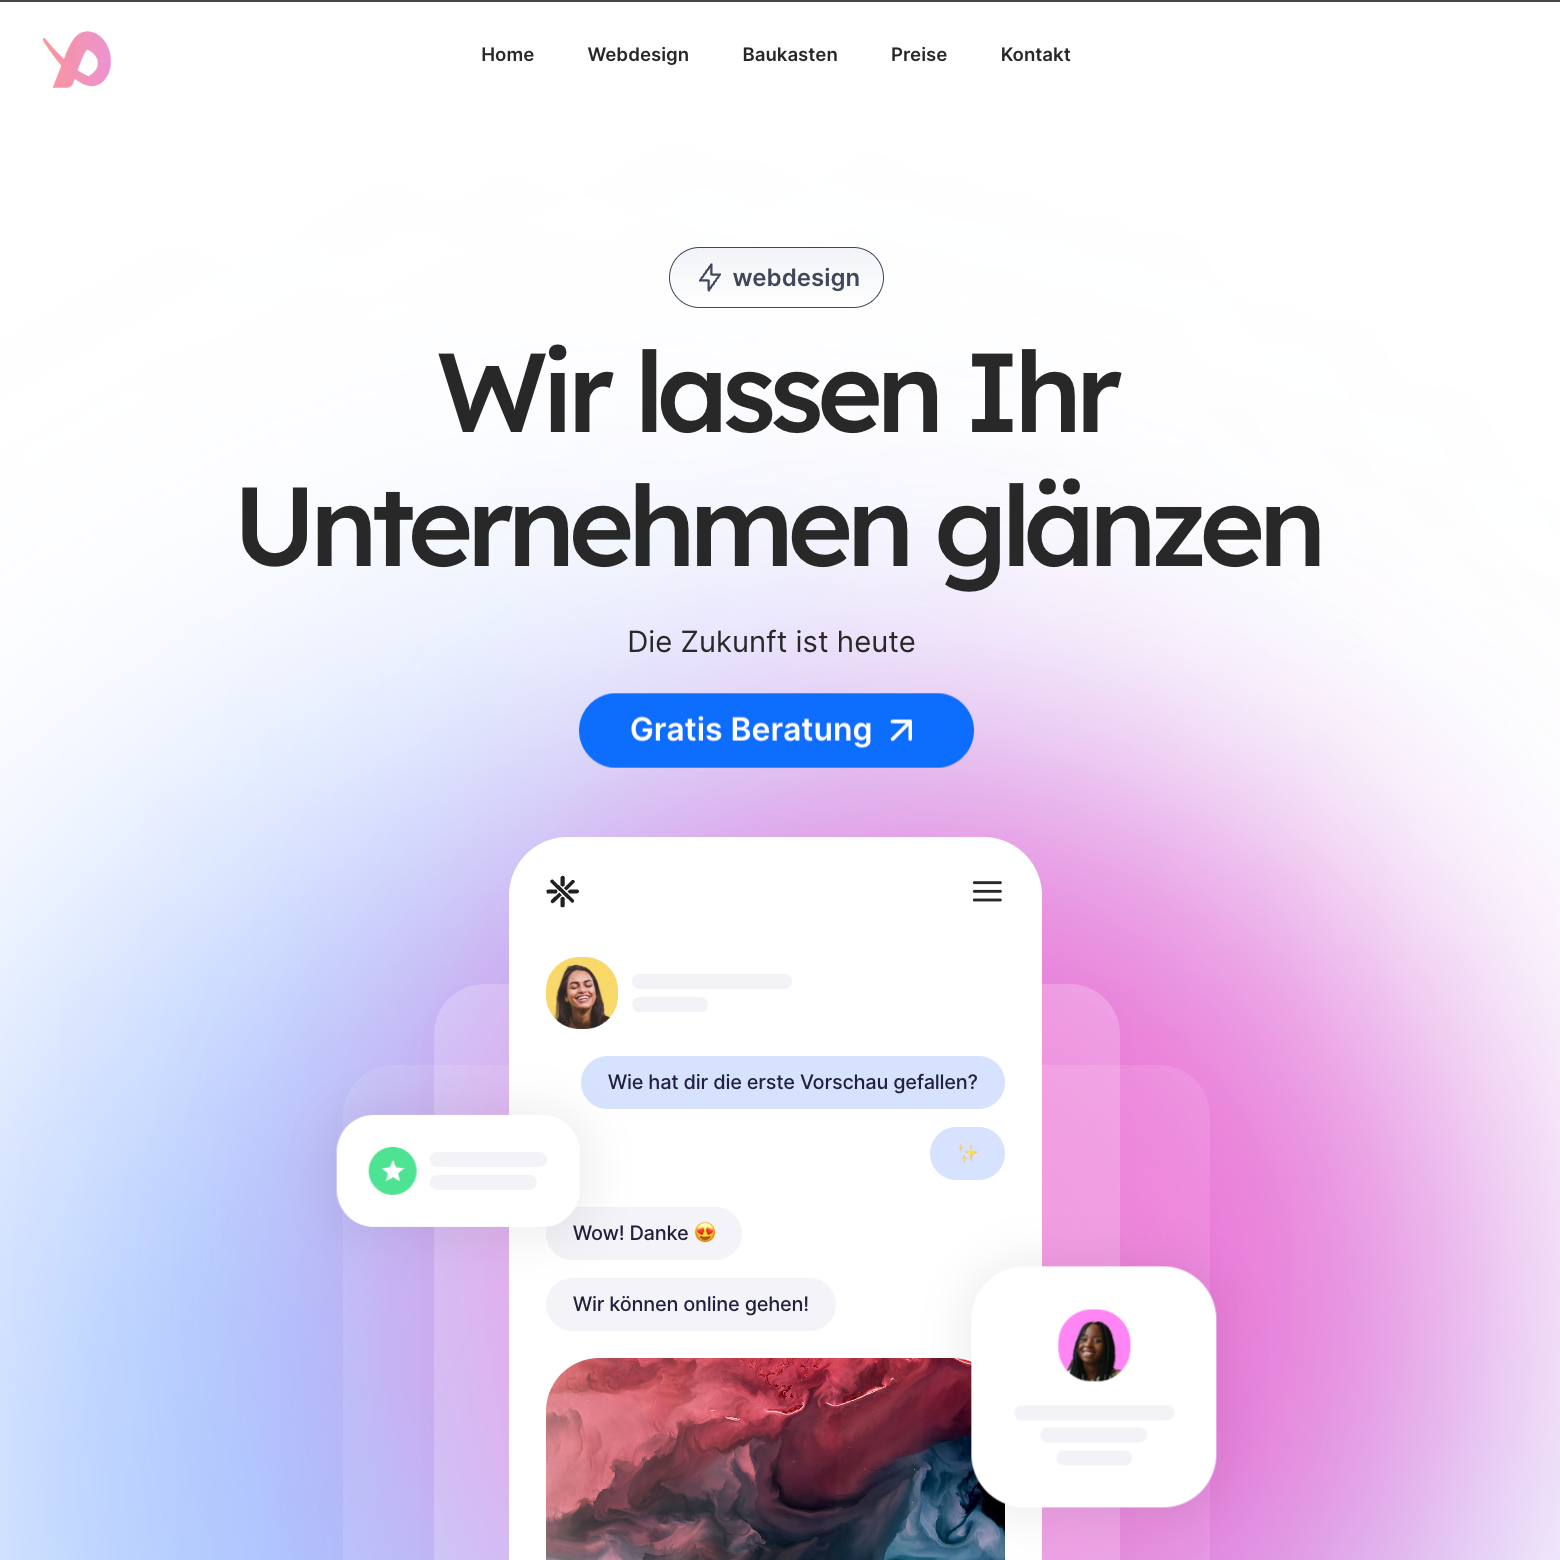 Home Webdesign Baukasten Preise Kontakt
webdesign
Wir lassen Ihr
Unternehmen glänzen
Die Zukunft ist heute
Gratis Beratung
Wie hat dir die erste Vorschau gefallen?
✨
Wow! Danke 😍
Wir können online gehen!